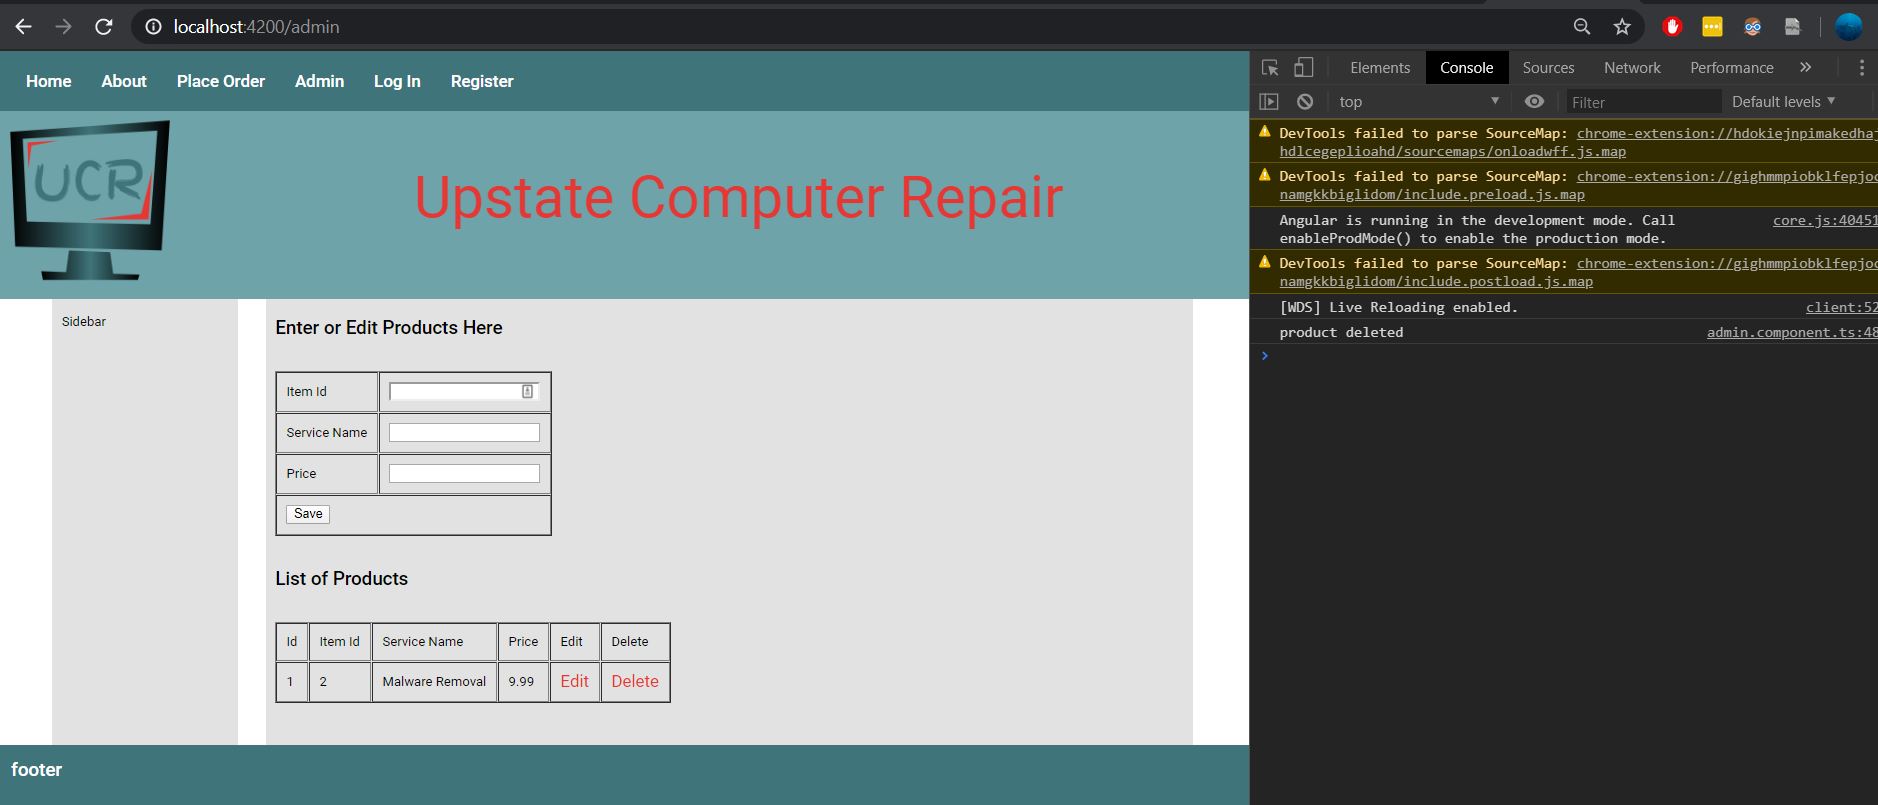 localhost:4200/admin
Home About Place Order Admin Log In Register
UCR
Upstate Computer Repair
Sidebar
Enter or Edit Products Here
Item Id
Service Name
Price
Save
List of Products
Id Item Id Service Name Price Edit Delete
1 2 Malware Removal 9.99 Edit Delete
footer
Elements Console Sources Network Performance »
top Filter Default levels
DevTools failed to parse SourceMap: chrome-extension://hdokiejnpimakedhaj
hdlcegeplioahd/sourcemaps/onloadwff.js.map
DevTools failed to parse SourceMap: chrome-extension://gighmmpiobklfepjoc
namgkkbiglidom/include.preload.js.map
Angular is running in the development mode. Call core.js:40451
enableProdMode() to enable the production mode.
DevTools failed to parse SourceMap: chrome-extension://gighmmpiobklfepjoc
namgkkbiglidom/include.postload.js.map
[WDS] Live Reloading enabled. client:52
product deleted admin.component.ts:48